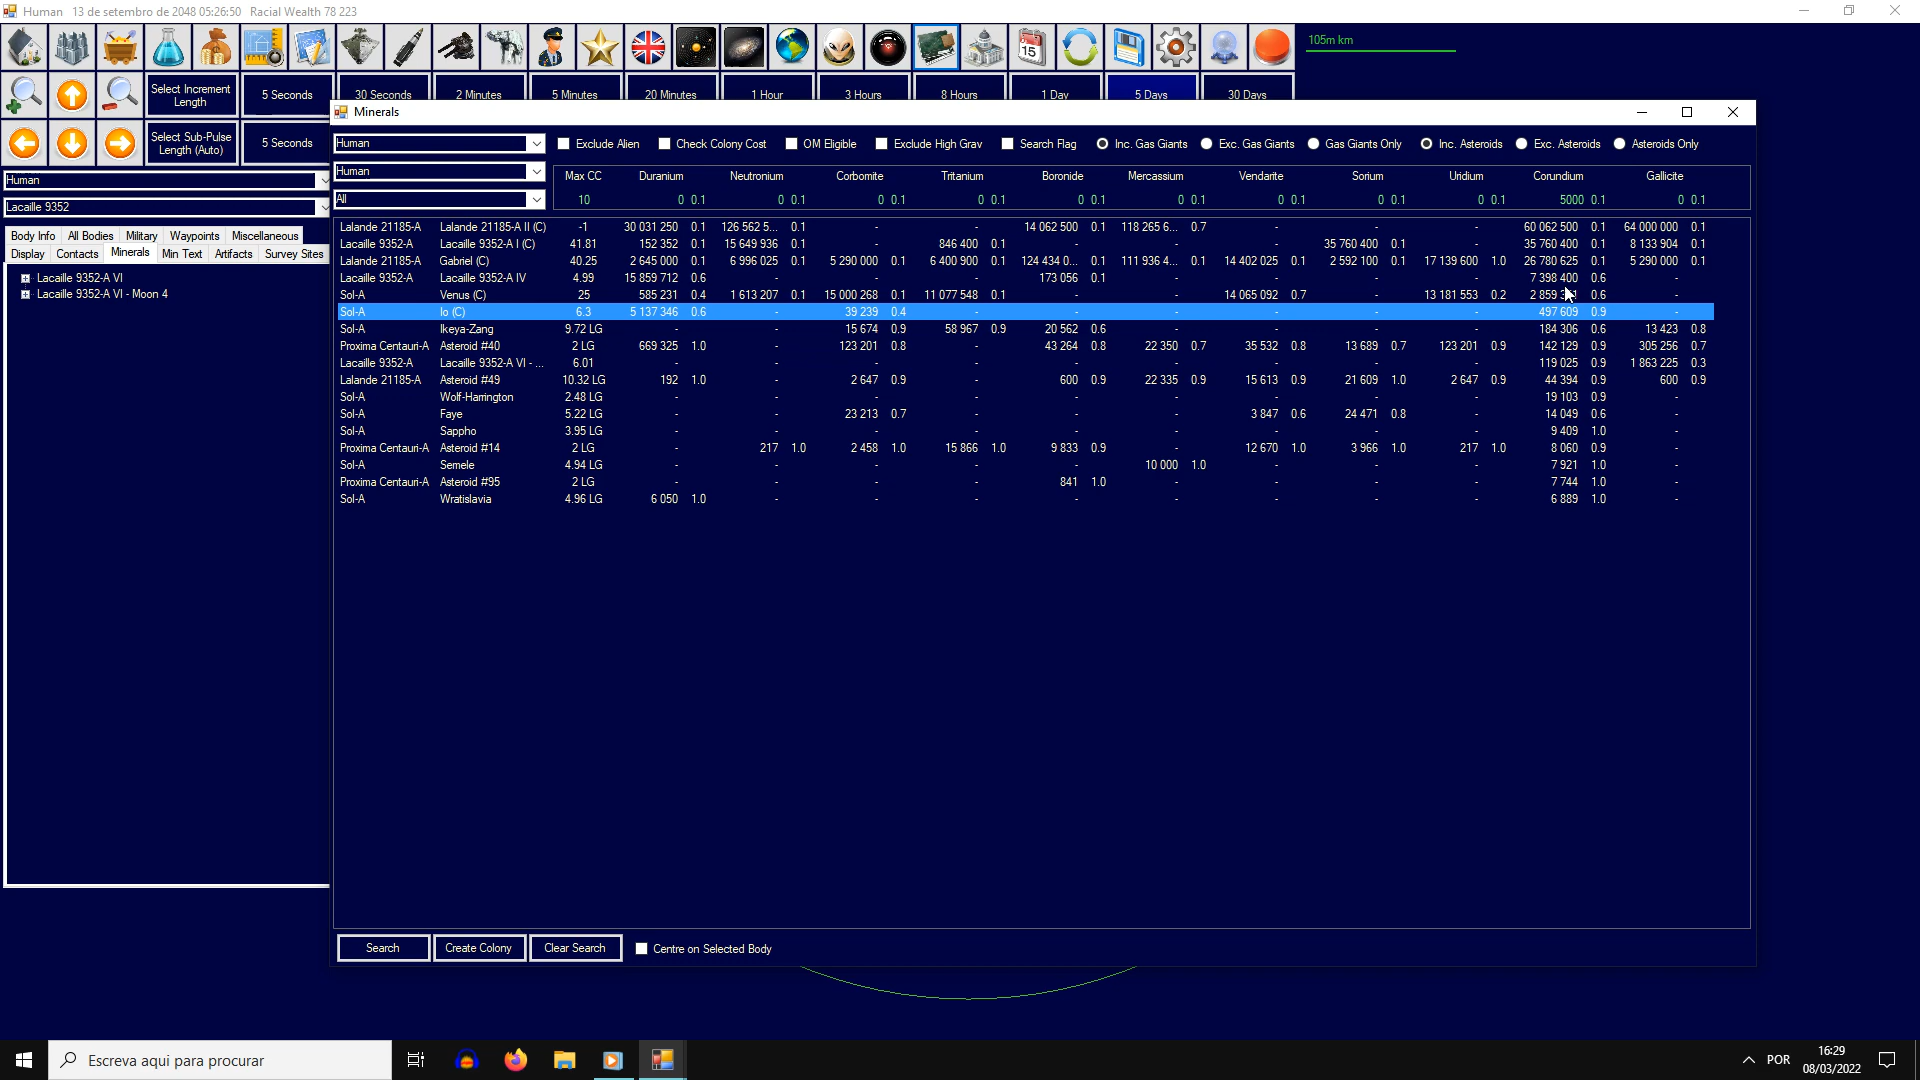 Human 13 de setembro de 2048 05:26:50 Racial Wealth 78 223
105m km
Select Increment Length 5 Seconds 30 Seconds 2 Minutes 5 Minutes 20 Minutes 1 Hour 3 Hours 8 Hours 1 Day 5 Days 30 Days
Select Sub-Pulse Length (Auto) 5 Seconds
Human
Lacaille 9352
Body Info All Bodies Military Waypoints Miscellaneous
Display Contacts Minerals Min Text Artifacts Survey Sites
Lacaille 9352-A VI
Lacaille 9352-A VI - Moon 4
Minerals
Human Exclude Alien Check Colony Cost OM Eligible Exclude High Grav Search Flag Inc. Gas Giants Exc. Gas Giants Gas Giants Only Inc. Asteroids Exc. Asteroids Asteroids Only
Human Max CC Duranium Neutronium Corbomite Tritanium Boronide Mercassium Vendarite Sorium Uridium Corundium Gallicite
All 10 0 0.1 0 0.1 0 0.1 0 0.1 0 0.1 0 0.1 0 0.1 0 0.1 0 0.1 5000 0.1 0 0.1
Lalande 21185-A Lalande 21185-A II (C) -1 30 031 250 0.1 126 562 5... 0.1 - - 14 062 500 0.1 118 265 6... 0.7 - - - 60 062 500 0.1 64 000 000 0.1
Lacaille 9352-A Lacaille 9352-A I (C) 41.81 152 352 0.1 15 649 936 0.1 - 846 400 0.1 - - - 35 760 400 0.1 - 35 760 400 0.1 8 133 904 0.1
Lalande 21185-A Gabriel (C) 40.25 2 645 000 0.1 6 996 025 0.1 5 290 000 0.1 6 400 900 0.1 124 434 0... 0.1 111 936 4... 0.1 14 402 025 0.1 2 592 100 0.1 17 139 600 1.0 26 780 625 0.1 5 290 000 0.1
Lacaille 9352-A Lacaille 9352-A IV 4.99 15 859 712 0.6 - - - 173 056 0.1 - - - - 7 398 400 0.6 -
Sol-A Venus (C) 25 585 231 0.4 1 613 207 0.1 15 000 268 0.1 11 077 548 0.1 - - 14 065 092 0.7 - 13 181 553 0.2 2 859 0.6 -
Sol-A Io (C) 6.3 5 137 346 0.6 - 39 239 0.4 - - - - - - 497 609 0.9 -
Sol-A Ikeya-Zang 9.72 LG - - 15 674 0.9 58 967 0.9 20 562 0.6 - - - - 184 306 0.6 13 423 0.8
Proxima Centauri-A Asteroid #40 2 LG 669 325 1.0 - 123 201 0.8 - 43 264 0.8 22 350 0.7 35 532 0.8 13 689 0.7 123 201 0.9 142 129 0.9 305 256 0.7
Lacaille 9352-A Lacaille 9352-A VI - ... 6.01 - - - - - - - - - 119 025 0.9 1 863 225 0.3
Lalande 21185-A Asteroid #49 10.32 LG 192 1.0 - 2 647 0.9 - 600 0.9 22 335 0.9 15 613 0.9 21 609 1.0 2 647 0.9 44 394 0.9 600 0.9
Sol-A Wolf-Harrington 2.48 LG - - - - - - - - - 19 103 0.9 -
Sol-A Faye 5.22 LG - - 23 213 0.7 - - - 3 847 0.6 24 471 0.8 - 14 049 0.6 -
Sol-A Sappho 3.95 LG - - - - - - - - - 9 409 1.0 -
Proxima Centauri-A Asteroid #14 2 LG - 217 1.0 2 458 1.0 15 866 1.0 9 833 0.9 - 12 670 1.0 3 966 1.0 217 1.0 8 060 0.9 -
Sol-A Semele 4.94 LG - - - - - 10 000 1.0 - - - 7 921 1.0 -
Proxima Centauri-A Asteroid #95 2 LG - - - - 841 1.0 - - - - 7 744 1.0 -
Sol-A Wratislavia 4.96 LG 6 050 1.0 - - - - - - - - 6 889 1.0 -
Search Create Colony Clear Search Centre on Selected Body
Escreva aqui para procurar
POR 16:29
08/03/2022